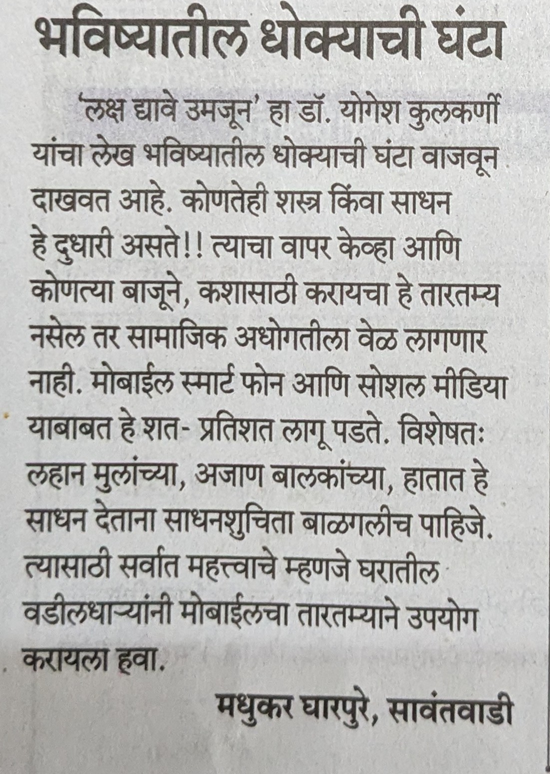 भविष्यातील धोक्याची घंटा
'लक्ष द्यावे उमजून' हा डॉ. योगेश कुलकर्णी
यांचा लेख भविष्यातील धोक्याची घंटा वाजवून
दाखवत आहे. कोणतेही शस्त्र किंवा साधन
हे दुधारी असते!! त्याचा वापर केव्हा आणि
कोणत्या बाजूने, कशासाठी करायचा हे तारतम्य
नसेल तर सामाजिक अधोगतीला वेळ लागणार
नाही. मोबाईल स्मार्ट फोन आणि सोशल मीडिया
याबाबत हे शत- प्रतिशत लागू पडते. विशेषतः
लहान मुलांच्या, अजाण बालकांच्या, हातात हे
साधन देताना साधनशुचिता बाळगलीच पाहिजे.
त्यासाठी सर्वात महत्त्वाचे म्हणजे घरातील
वडीलधाऱ्यांनी मोबाईलचा तारतम्याने उपयोग
करायला हवा.
मधुकर घारपुरे, सावंतवाडी